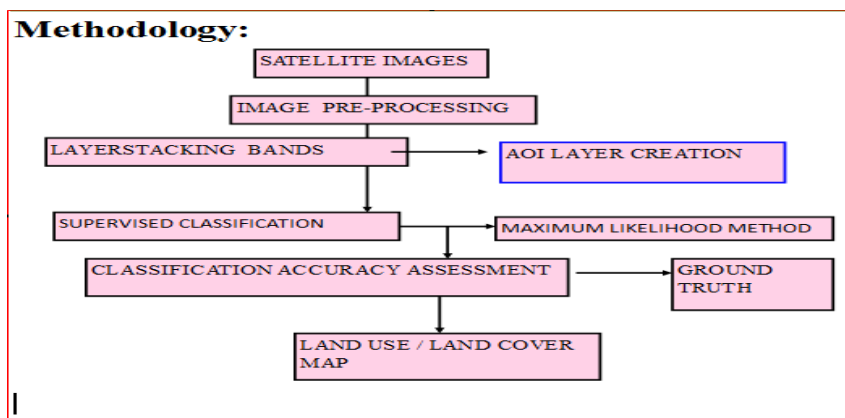 Methodology:
SATELLITE IMAGES
IMAGE PRE-PROCESSING
LAYERSTACKING BANDS
AOI LAYER CREATION
SUPERVISED CLASSIFICATION
MAXIMUM LIKELIHOOD METHOD
CLASSIFICATION ACCURACY ASSESSMENT
GROUND
TRUTH
LAND USE / LAND COVER
MAP